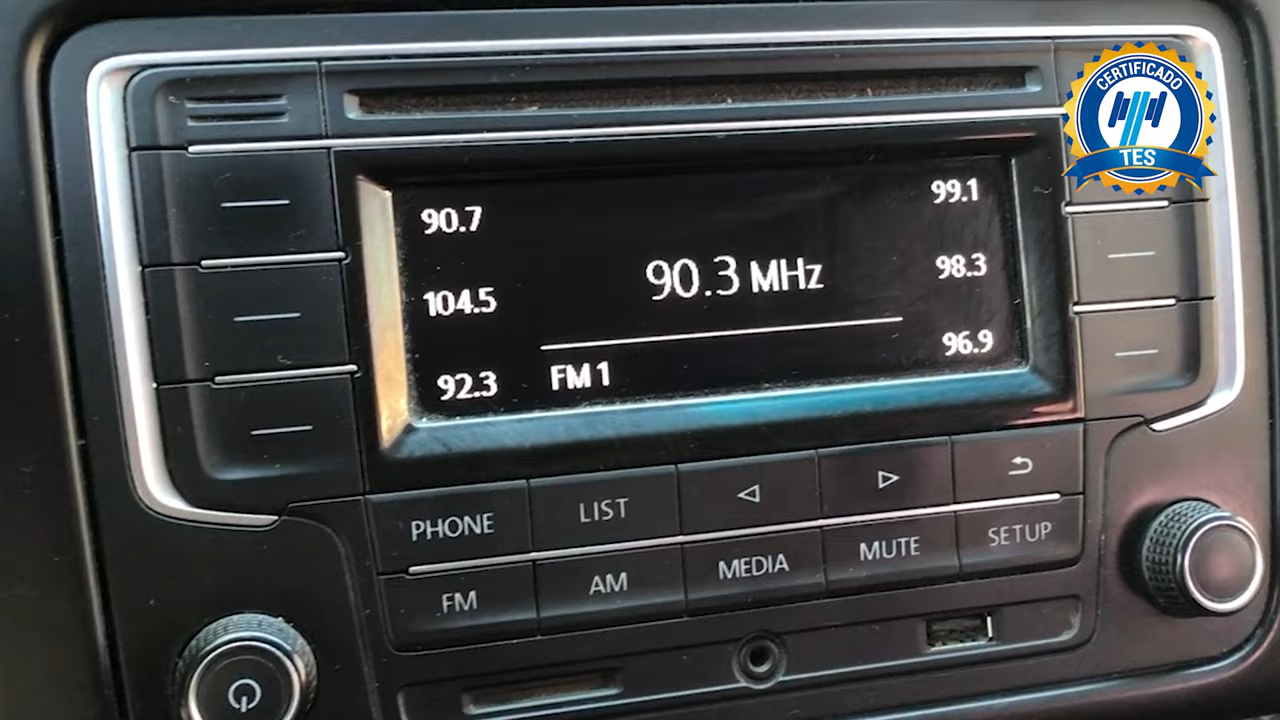 CERTIFICADO
TES
90.7
99.1
90.3 MHz
104.5
98.3
92.3
FM 1
96.9
PHONE
LIST
FM
AM
MEDIA
MUTE
SETUP